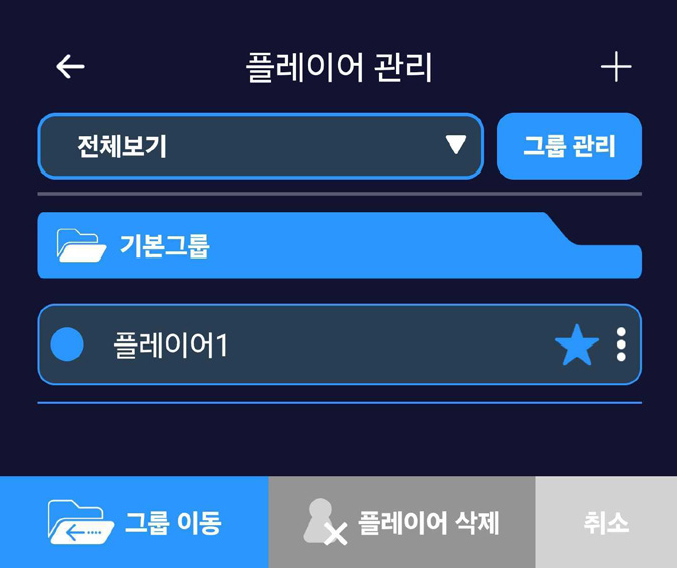 플레이어 관리
전체보기
그룹 관리
기본그룹
플레이어1
그룹 이동
플레이어 삭제
취소